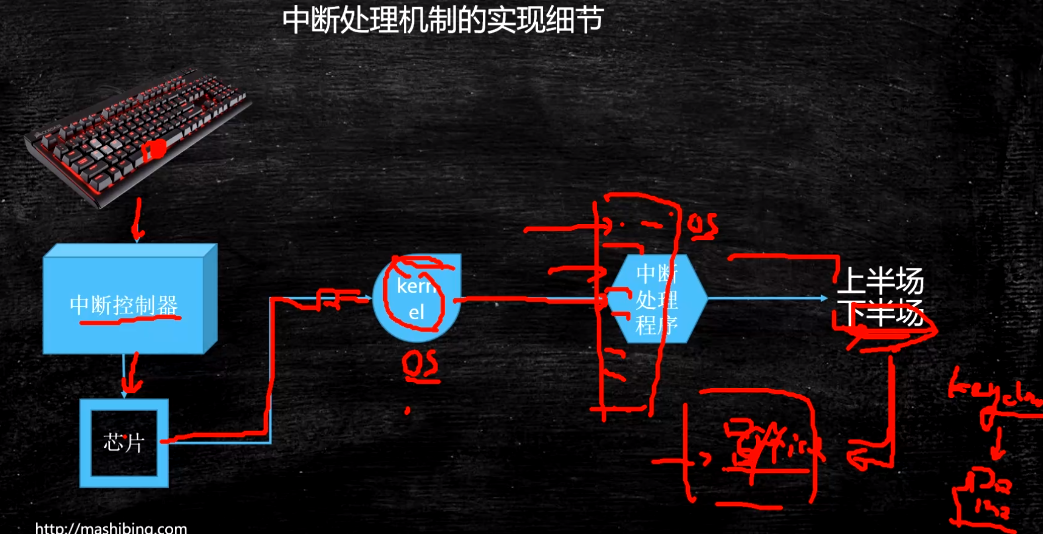 中断处理机制的实现细节
中断控制器
芯片
kern
el
OS
中断
处理
程序
OS
上半场
下半场
key
http://mashibing.com